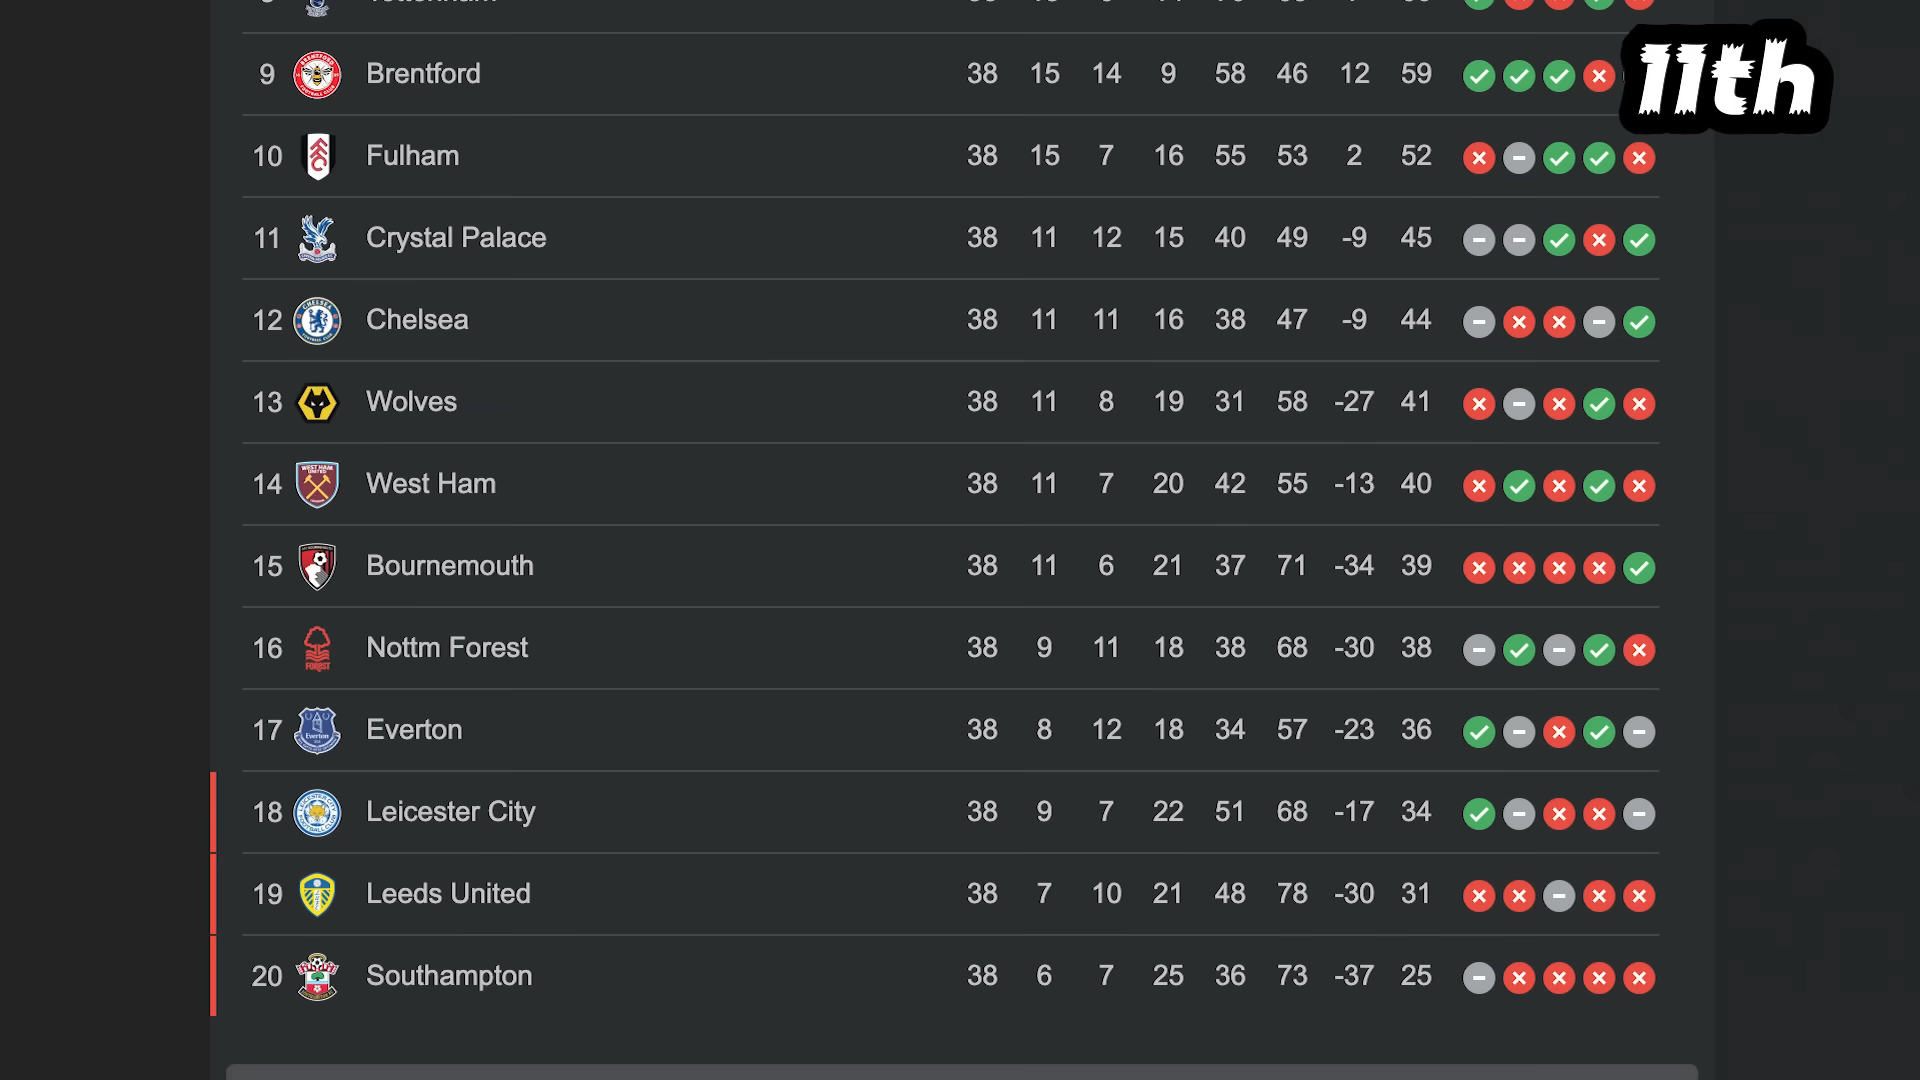 11th
9 Brentford 38 15 14 9 58 46 12 59
10 Fulham 38 15 7 16 55 53 2 52
11 Crystal Palace 38 11 12 15 40 49 -9 45
12 Chelsea 38 11 11 16 38 47 -9 44
13 Wolves 38 11 8 19 31 58 -27 41
14 West Ham 38 11 7 20 42 55 -13 40
15 Bournemouth 38 11 6 21 37 71 -34 39
16 Nottm Forest 38 9 11 18 38 68 -30 38
17 Everton 38 8 12 18 34 57 -23 36
18 Leicester City 38 9 7 22 51 68 -17 34
19 Leeds United 38 7 10 21 48 78 -30 31
20 Southampton 38 6 7 25 36 73 -37 25